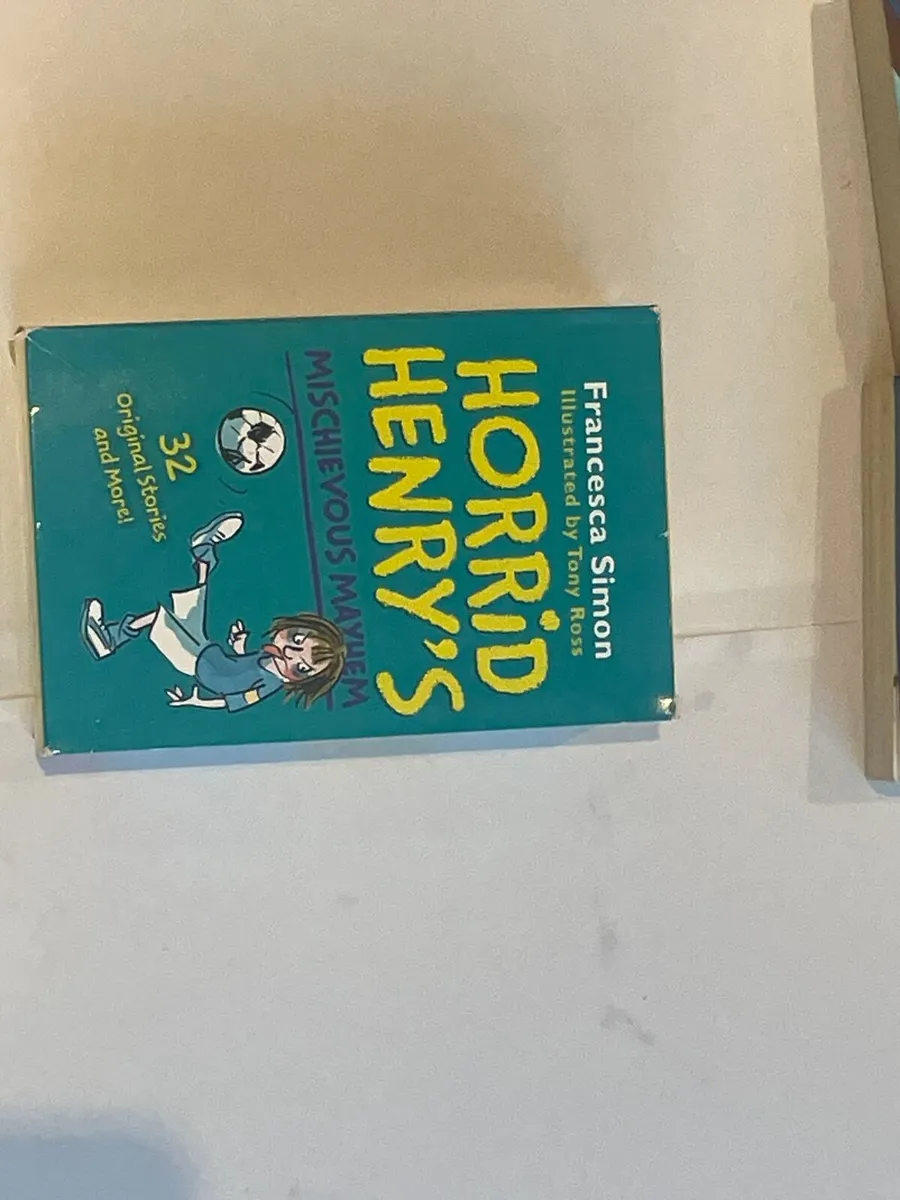 Francesca Simon
Illustrated by Tony Ross
HORRiD
HENRY'S
MISCHIEVOUS MAYHEM
32
Original Stories
and More!